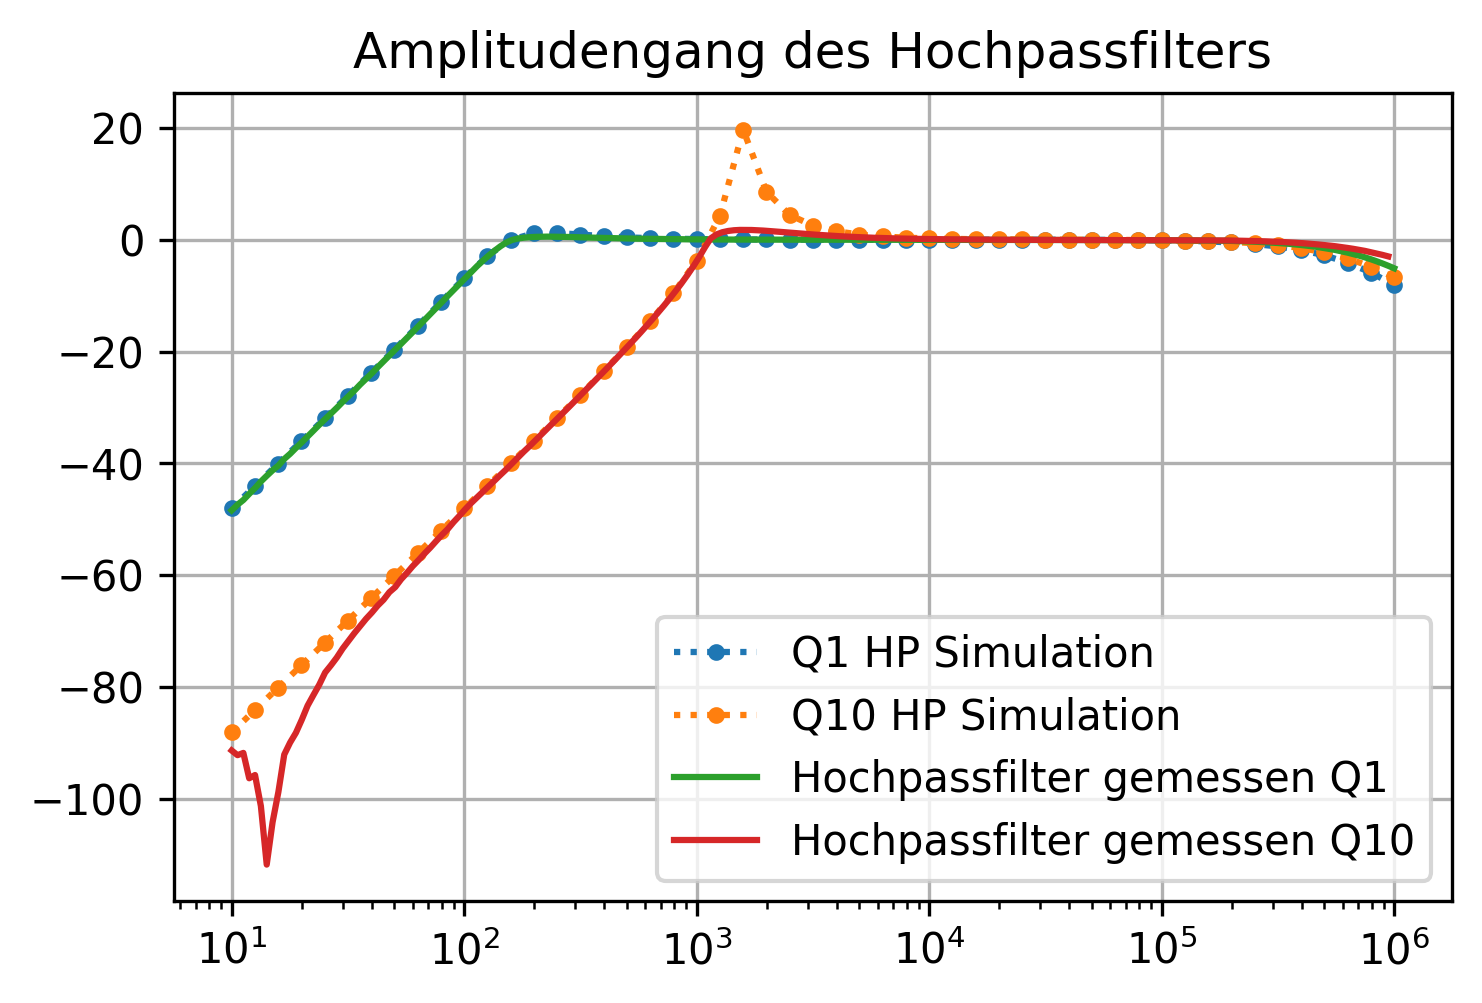 Amplitudengang des Hochpassfilters
20
0
−20
−40
−60
−80
−100
Q1 HP Simulation
Q10 HP Simulation
Hochpassfilter gemessen Q1
Hochpassfilter gemessen Q10
10¹ 10² 10³ 10⁴ 10⁵ 10⁶